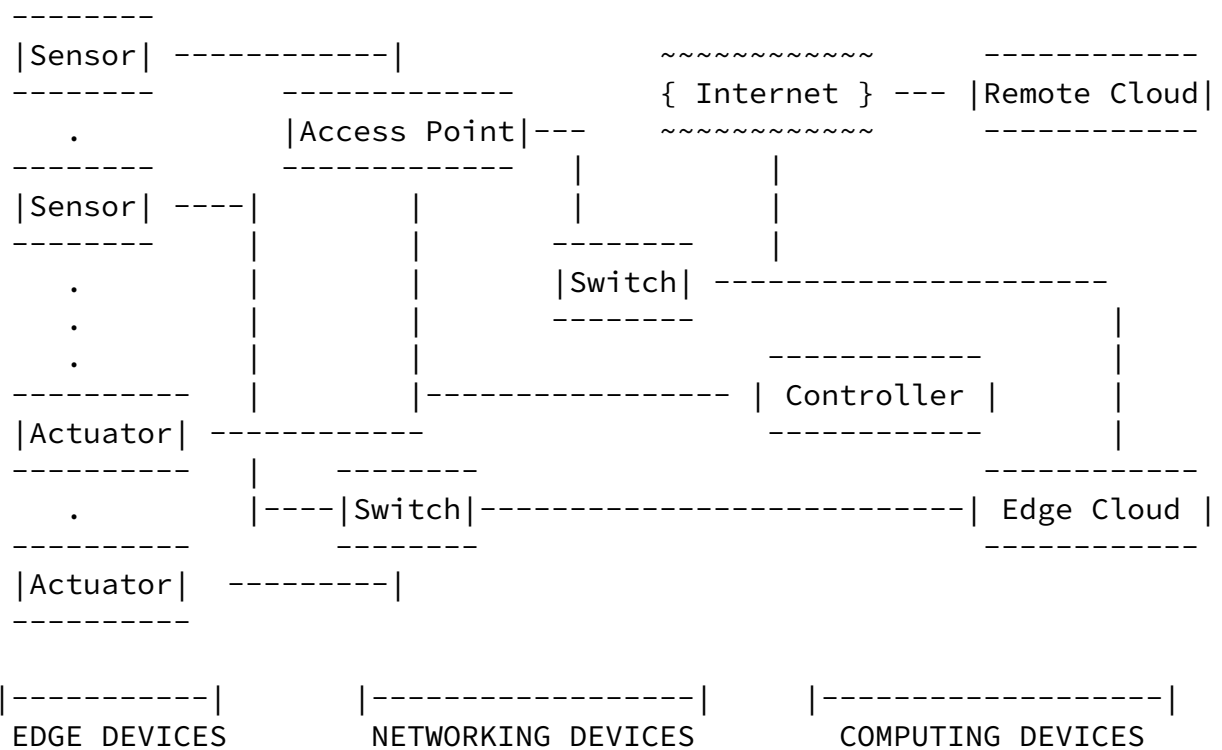 Sensor
{ Internet } --- |Remote Cloud|
. |Access Point|---
|Sensor| ----|
. |Switch| ----------------------
.
.
|----------------- | Controller |
|Actuator| ------------
. |----|Switch|---------------------------| Edge Cloud |
|Actuator| ---------|
|-----------| |------------------| |-------------------|
EDGE DEVICES NETWORKING DEVICES COMPUTING DEVICES